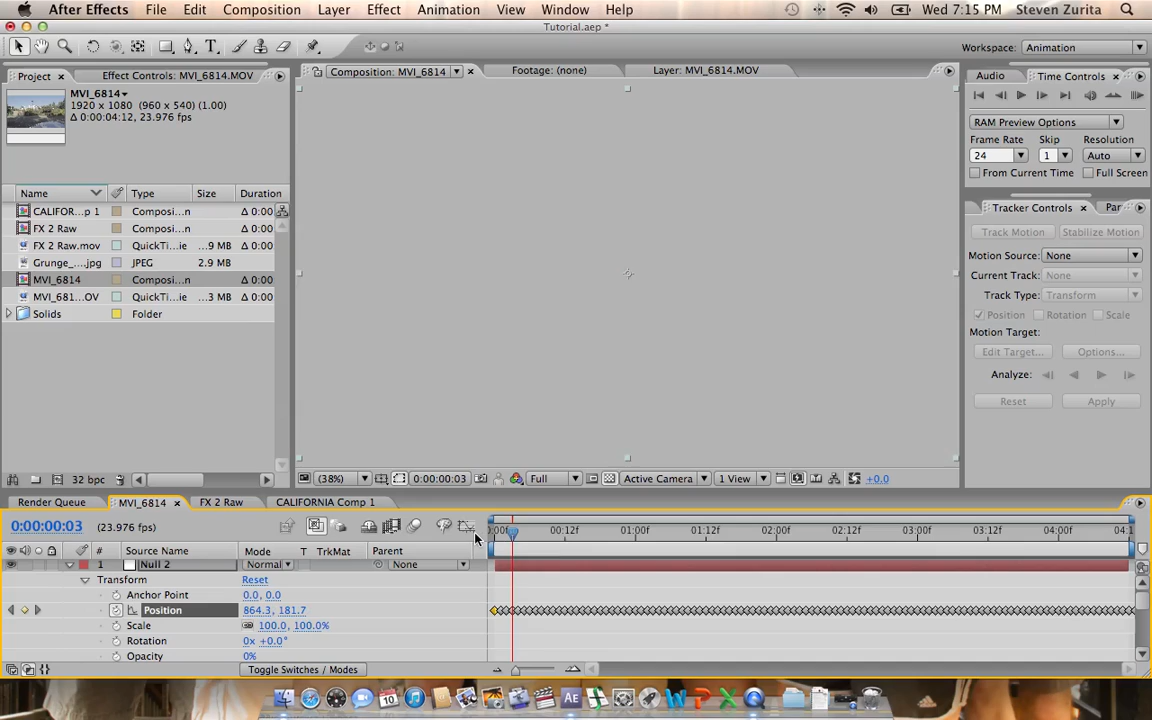 After Effects File Edit Composition Layer Effect Animation View Window Help Wed 7:15 PM Steven Zurita
Tutorial.aep *
T Workspace: Animation
Project Effect Controls: MVI_6814.MOV Composition: MVI_6814 Footage: (none) Layer: MVI_6814.MOV Audio Time Controls
MVI_6814
1920 x 1080 (960 x 540) (1.00)
Δ 0:00:04:12, 23.976 fps
RAM Preview Options
Frame Rate Skip Resolution
24 1 Auto
From Current Time Full Screen
Name Type Size Duration
CALIFOR...p 1 Composi...n Δ 0:00
FX 2 Raw Composi...n Δ 0:00
FX 2 Raw.mov QuickTi...ie ...9 MB Δ 0:00
Grunge_....jpg JPEG 2.9 MB
MVI_6814 Composi...n Δ 0:00
MVI_681...OV QuickTi...ie ...3 MB Δ 0:00
Solids Folder
Tracker Controls Par
Track Motion Stabilize Motion
Motion Source: None
Current Track: None
Track Type: Transform
Position Rotation Scale
Motion Target:
Edit Target... Options...
Analyze:
Reset Apply
32 bpc (38%) 0:00:00:03 Full Active Camera 1 View +0.0
Render Queue MVI_6814 FX 2 Raw CALIFORNIA Comp 1
0:00:00:03 (23.976 fps)
00:12f 01:00f 01:12f 02:00f 02:12f 03:00f 03:12f 04:00f 04:1
# Source Name Mode T TrkMat Parent
1 Null 2 Normal None
Transform Reset
Anchor Point 0.0, 0.0
Position 864.3, 181.7
Scale 100.0, 100.0%
Rotation 0x +0.0°
Opacity 0%
Toggle Switches / Modes